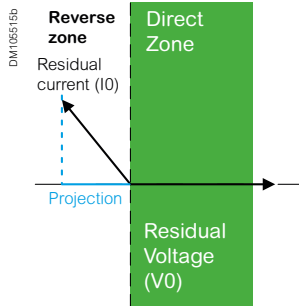 DM105515b
Reverse
zone
Residual
current (I0)
Direct
Zone
Projection
Residual
Voltage
(V0)